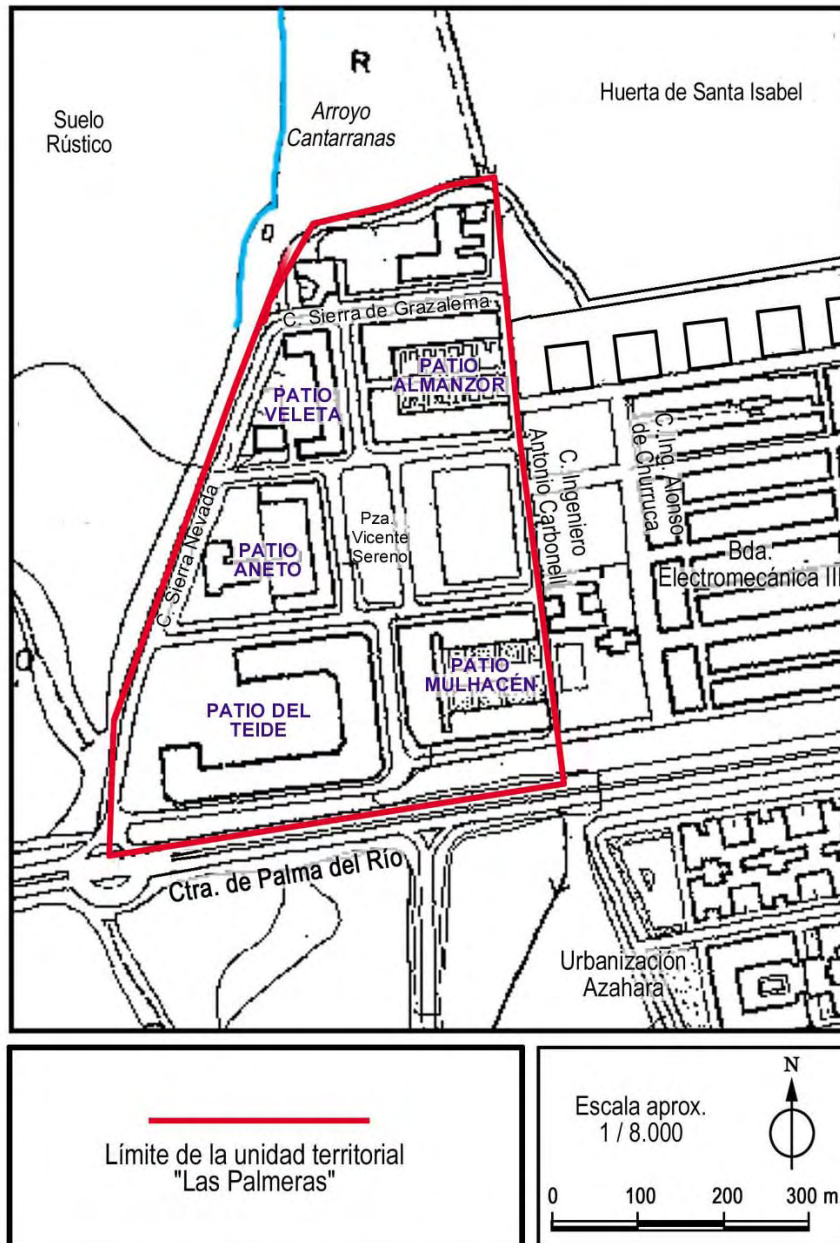 R
Huerta de Santa Isabel
Suelo
Rústico
Arroyo
Cantarranas
C. Sierra de Grazalema
PATIO
ALMANZOR
PATIO
VELETA
C. Ingeniero
Antonio Carbonell
C. Ing. Alonso
de Churruca
Pza.
Vicente
Sereno
C. Sierra Nevada
PATIO
ANETO
Bda.
Electromecánica III
PATIO
MULHACÉN
PATIO DEL
TEIDE
Ctra. de Palma del Río
Urbanización
Azahara
Límite de la unidad territorial
"Las Palmeras"
Escala aprox.
1 / 8.000
N
0 100 200 300 m